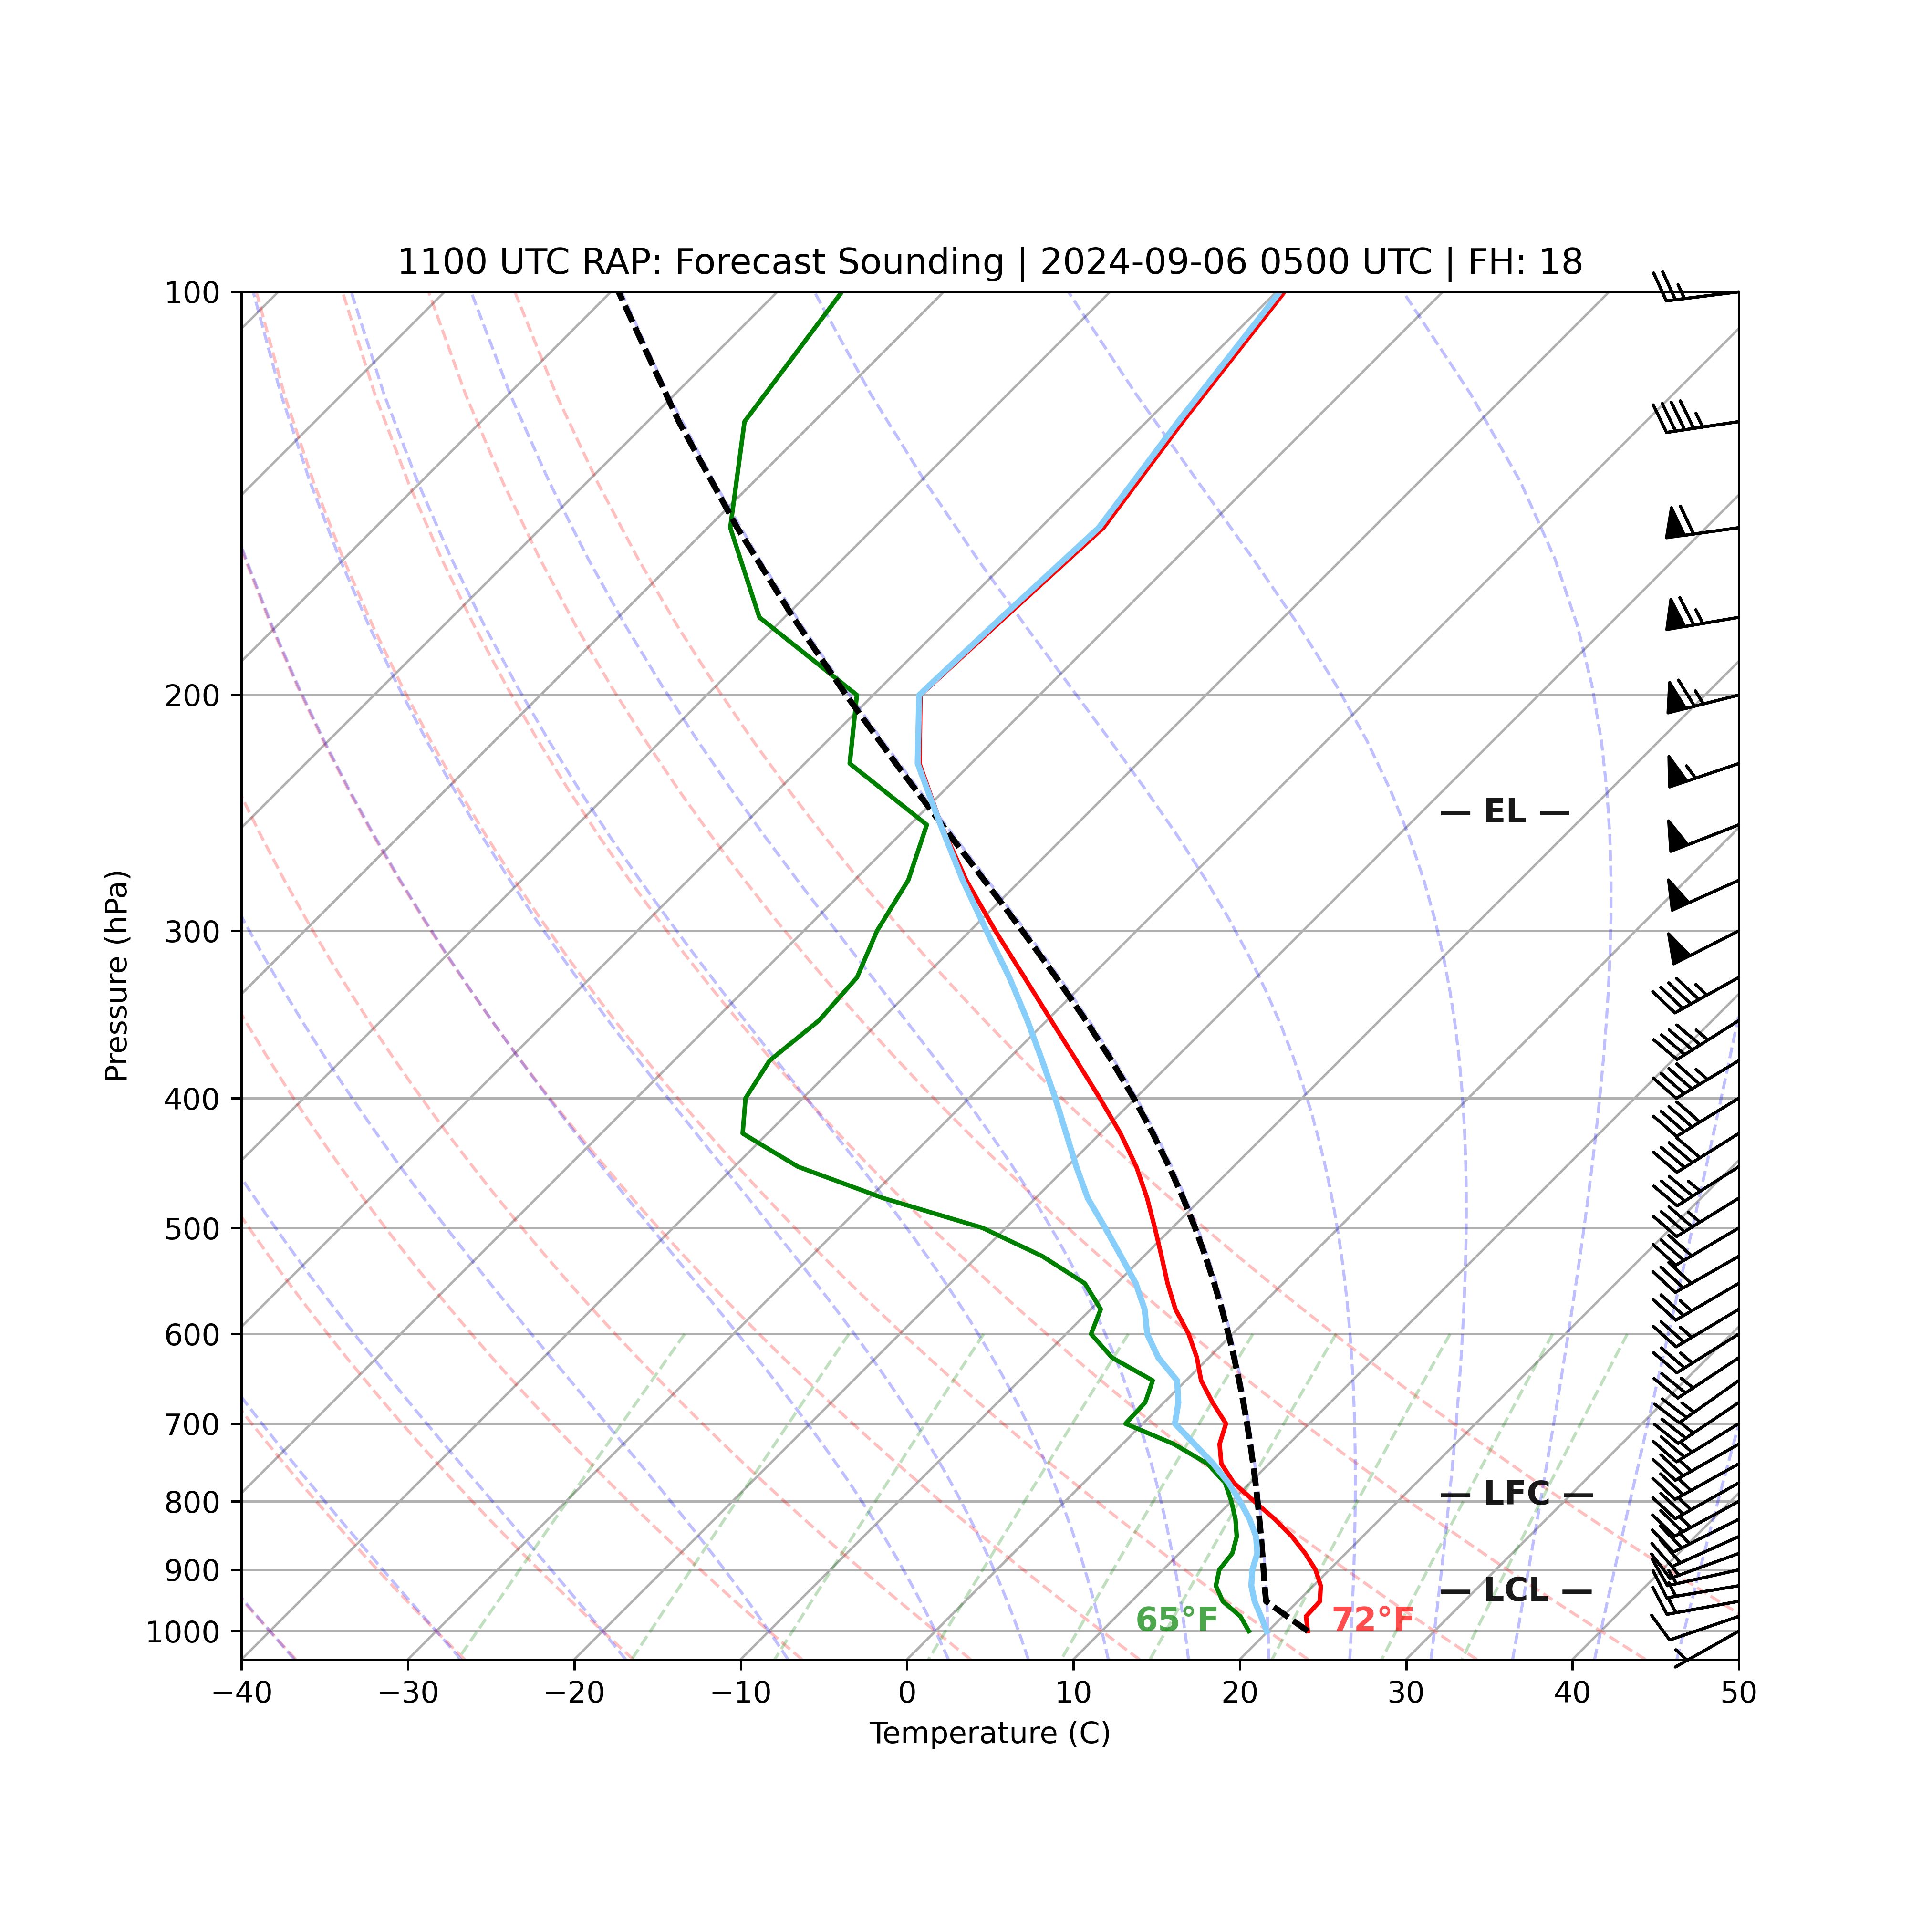 1100 UTC RAP: Forecast Sounding | 2024-09-06 0500 UTC | FH: 18
100
200
300
400
500
600
700
800
900
1000
Pressure (hPa)
— EL —
— LFC —
— LCL —
65°F
72°F
−40 −30 −20 −10 0 10 20 30 40 50
Temperature (C)